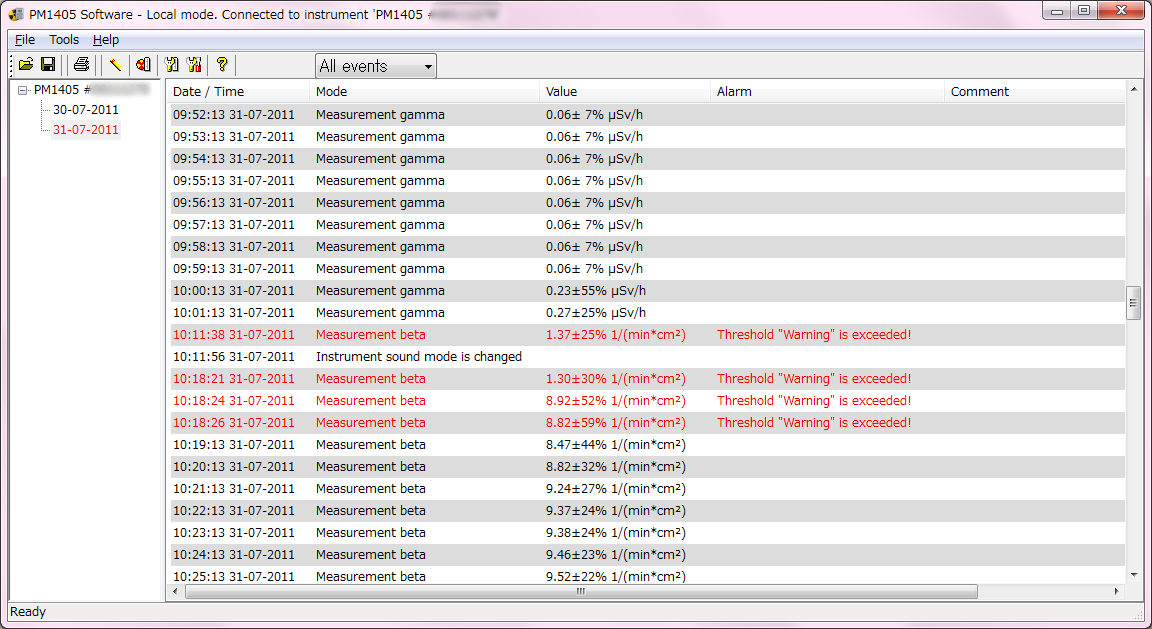 PM1405 Software - Local mode. Connected to instrument 'PM1405 #
File Tools Help
All events
PM1405 #
30-07-2011
31-07-2011
Date / Time Mode Value Alarm Comment
09:52:13 31-07-2011 Measurement gamma 0.06± 7% µSv/h
09:53:13 31-07-2011 Measurement gamma 0.06± 7% µSv/h
09:54:13 31-07-2011 Measurement gamma 0.06± 7% µSv/h
09:55:13 31-07-2011 Measurement gamma 0.06± 7% µSv/h
09:56:13 31-07-2011 Measurement gamma 0.06± 7% µSv/h
09:57:13 31-07-2011 Measurement gamma 0.06± 7% µSv/h
09:58:13 31-07-2011 Measurement gamma 0.06± 7% µSv/h
09:59:13 31-07-2011 Measurement gamma 0.06± 7% µSv/h
10:00:13 31-07-2011 Measurement gamma 0.23±55% µSv/h
10:01:13 31-07-2011 Measurement gamma 0.27±25% µSv/h
10:11:38 31-07-2011 Measurement beta 1.37±25% 1/(min*cm²) Threshold "Warning" is exceeded!
10:11:56 31-07-2011 Instrument sound mode is changed
10:18:21 31-07-2011 Measurement beta 1.30±30% 1/(min*cm²) Threshold "Warning" is exceeded!
10:18:24 31-07-2011 Measurement beta 8.92±52% 1/(min*cm²) Threshold "Warning" is exceeded!
10:18:26 31-07-2011 Measurement beta 8.82±59% 1/(min*cm²) Threshold "Warning" is exceeded!
10:19:13 31-07-2011 Measurement beta 8.47±44% 1/(min*cm²)
10:20:13 31-07-2011 Measurement beta 8.82±32% 1/(min*cm²)
10:21:13 31-07-2011 Measurement beta 9.24±27% 1/(min*cm²)
10:22:13 31-07-2011 Measurement beta 9.37±24% 1/(min*cm²)
10:23:13 31-07-2011 Measurement beta 9.38±24% 1/(min*cm²)
10:24:13 31-07-2011 Measurement beta 9.46±23% 1/(min*cm²)
10:25:13 31-07-2011 Measurement beta 9.52±22% 1/(min*cm²)
Ready